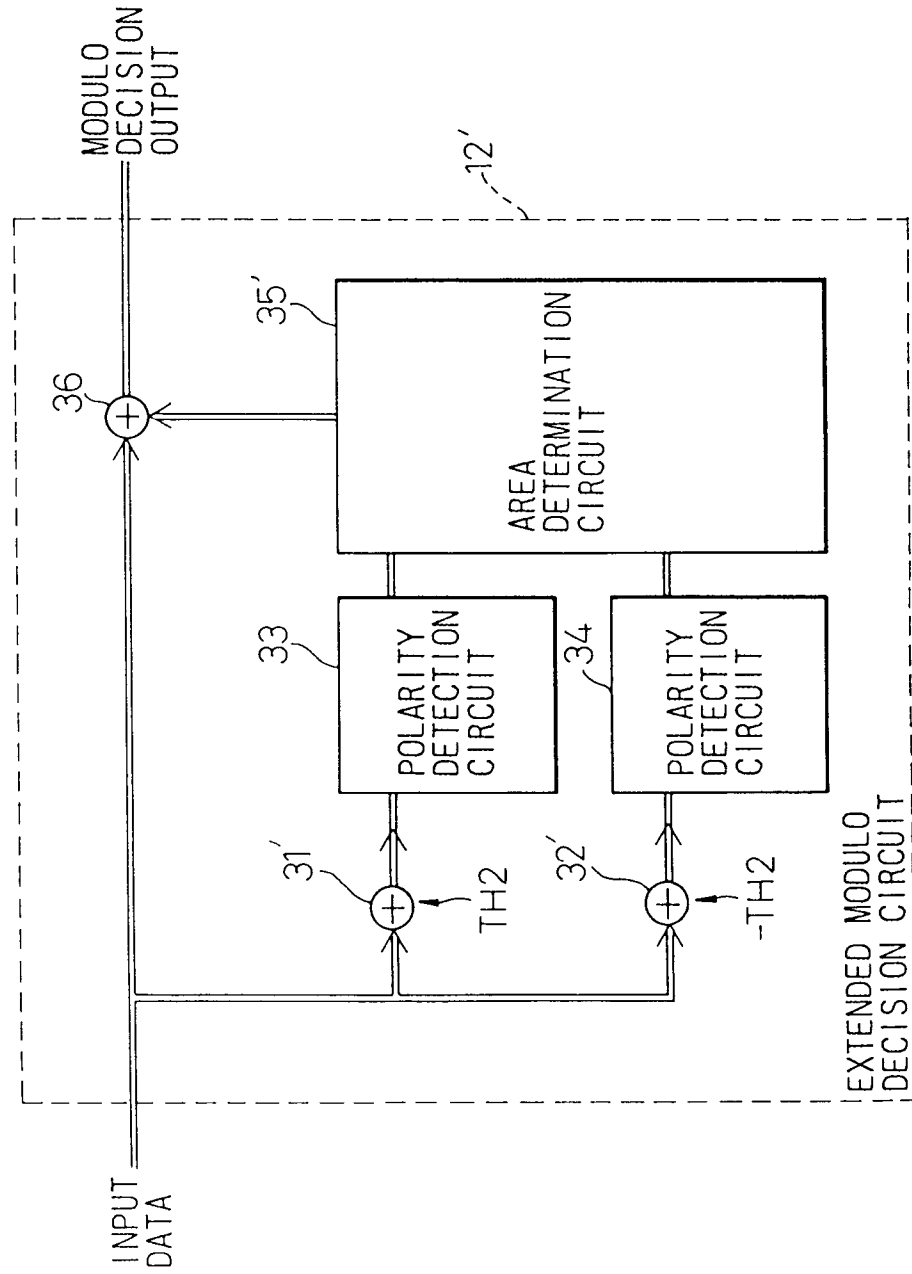 INPUT
DATA
MODULO
DECISION
OUTPUT
36
12'
31'
TH2
33
POLARITY
DETECTION
CIRCUIT
35'
AREA
DETERMINATION
CIRCUIT
32'
-TH2
34
POLARITY
DETECTION
CIRCUIT
EXTENDED MODULO
DECISION CIRCUIT